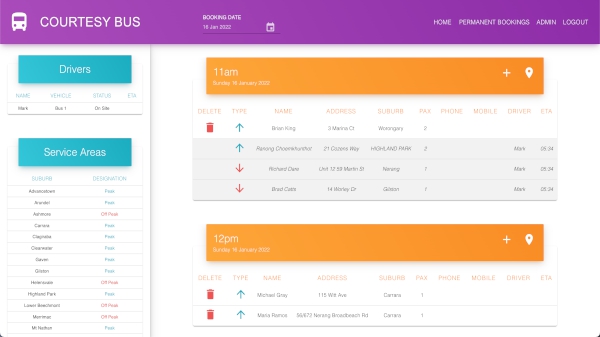 COURTESY BUS
BOOKING DATE
16 Jan 2022
HOME PERMANENT BOOKINGS ADMIN LOGOUT
Drivers
NAME VEHICLE STATUS ETA
Mark Bus 1 On Site
Service Areas
SUBURB DESIGNATION
Advancetown Peak
Arundel Peak
Ashmore Off Peak
Carrara Peak
Clagiraba Peak
Clearwater Peak
Gaven Peak
Gilston Peak
Helensvale Off Peak
Highland Park Peak
Lower Beechmont Off Peak
Merrimac Off Peak
Mt Nathan Peak
11am
Sunday 16 January 2022
DELETE TYPE NAME ADDRESS SUBURB PAX PHONE MOBILE DRIVER ETA
Brian King 3 Manna Ct Worongary 2
21 Cozens Way HIGHLAND PARK 2 Mark 05:34
Richard Dare Unit 12 59 Martin St Nerang 1 Mark 05:34
Brad Catts 14 Worley Dr Gilston 1 Mark 05:34
12pm
Sunday 16 January 2022
DELETE TYPE NAME ADDRESS SUBURB PAX PHONE MOBILE DRIVER ETA
Michael Gray 115 Witt Ave Carrara 1
Maria Ramos 56/672 Nerang Broadbeach Rd Carrara 1